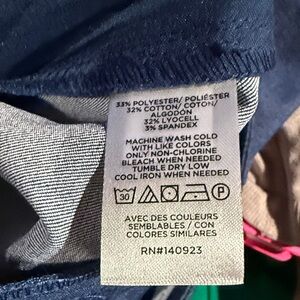 33% POLYESTER/ POLIÉSTER
32% COTTON/ COTON/
ALGODÓN
32% LYOCELL
3% SPANDEX
MACHINE WASH COLD
WITH LIKE COLORS
ONLY NON-CHLORINE
BLEACH WHEN NEEDED
TUMBLE DRY LOW
COOL IRON WHEN NEEDED
30 P
AVEC DES COULEURS
SEMBLABLES / CON
COLORES SIMILARES
RN#140923